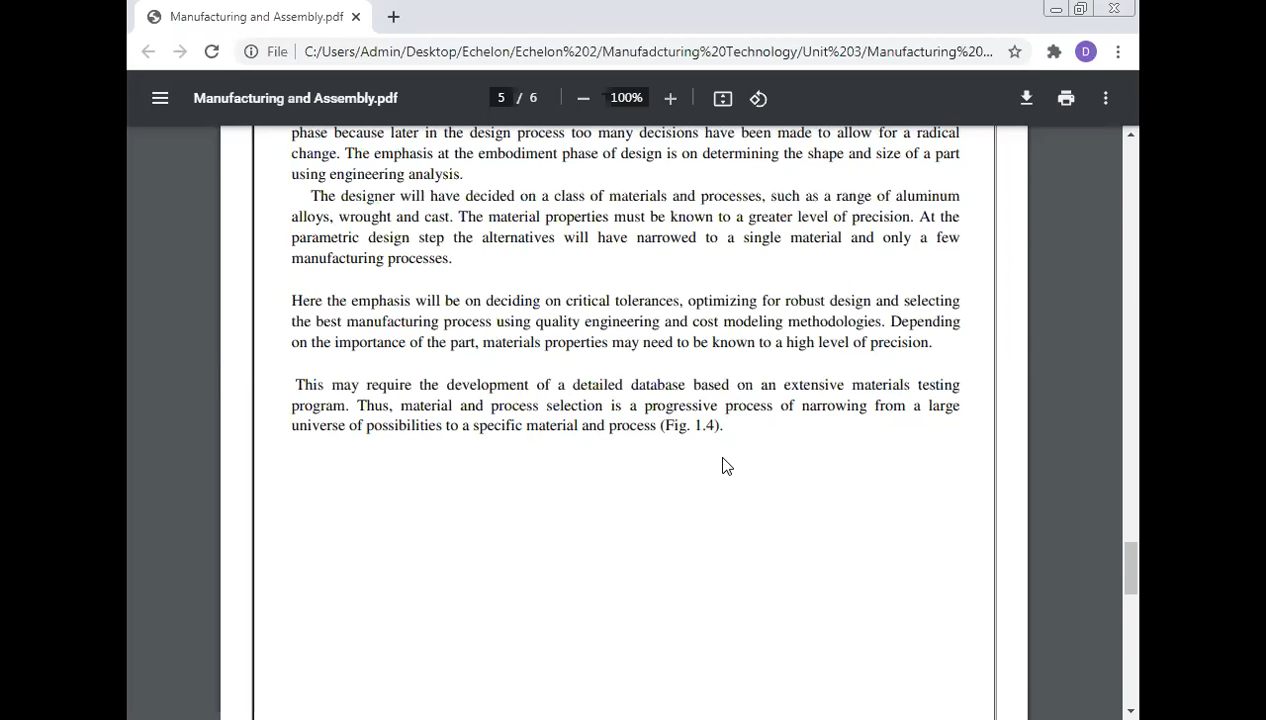 Manufacturing and Assembly.pdf
File C:/Users/Admin/Desktop/Echelon/Echelon%202/Manufadcturing%20Technology/Unit%203/Manufacturing%20... D
Manufacturing and Assembly.pdf 5 / 6 100%
phase because later in the design process too many decisions have been made to allow for a radical
change. The emphasis at the embodiment phase of design is on determining the shape and size of a part
using engineering analysis.
The designer will have decided on a class of materials and processes, such as a range of aluminum
alloys, wrought and cast. The material properties must be known to a greater level of precision. At the
parametric design step the alternatives will have narrowed to a single material and only a few
manufacturing processes.
Here the emphasis will be on deciding on critical tolerances, optimizing for robust design and selecting
the best manufacturing process using quality engineering and cost modeling methodologies. Depending
on the importance of the part, materials properties may need to be known to a high level of precision.
This may require the development of a detailed database based on an extensive materials testing
program. Thus, material and process selection is a progressive process of narrowing from a large
universe of possibilities to a specific material and process (Fig. 1.4).